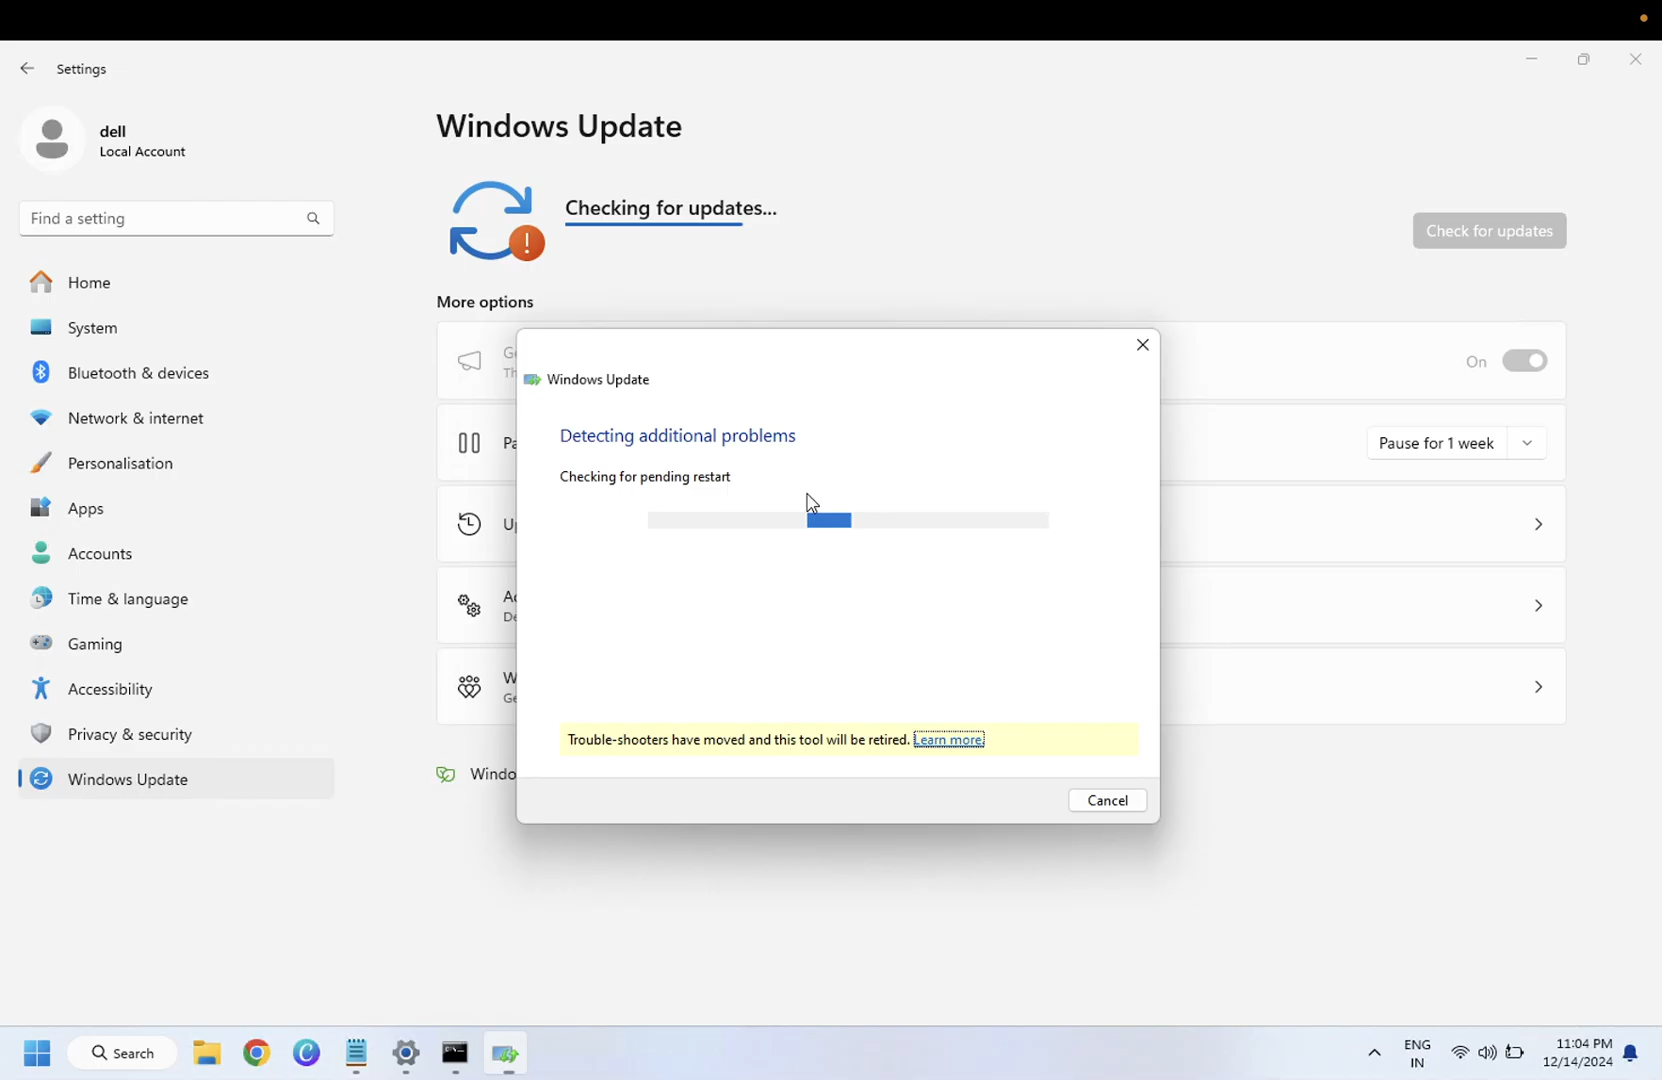 Settings
dell
Local Account
Find a setting
Home
System
Bluetooth & devices
Network & internet
Personalisation
Apps
Accounts
Time & language
Gaming
Accessibility
Privacy & security
Windows Update
Windows Update
Checking for updates...
Check for updates
More options
On
Pause for 1 week
Windo
Windows Update
Detecting additional problems
Checking for pending restart
Trouble-shooters have moved and this tool will be retired. Learn more.
Cancel
Search
ENG
IN
11:04 PM
12/14/2024